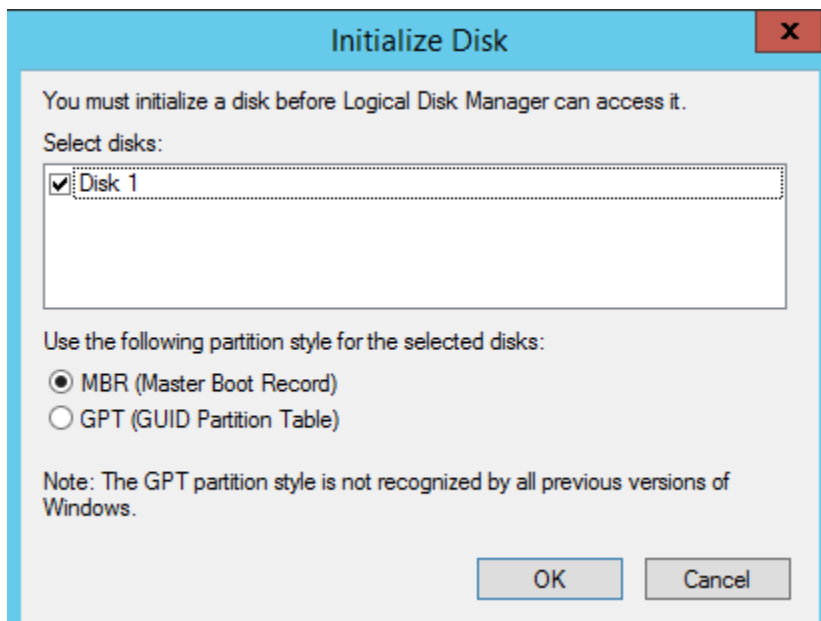 Initialize Disk
x
You must initialize a disk before Logical Disk Manager can access it.
Select disks:
Disk 1
Use the following partition style for the selected disks:
MBR (Master Boot Record)
GPT (GUID Partition Table)
Note: The GPT partition style is not recognized by all previous versions of
Windows.
OK Cancel